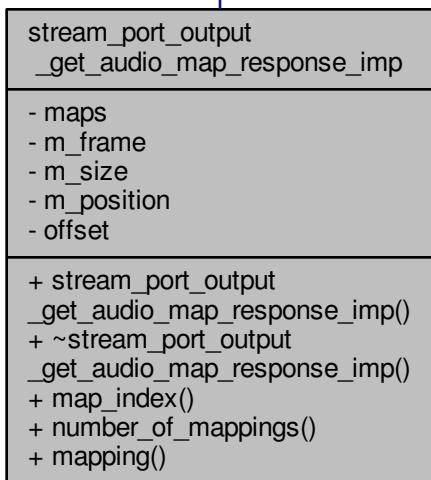 stream_port_output
_get_audio_map_response_imp
- maps
- m_frame
- m_size
- m_position
- offset
+ stream_port_output
_get_audio_map_response_imp()
+ ~stream_port_output
_get_audio_map_response_imp()
+ map_index()
+ number_of_mappings()
+ mapping()